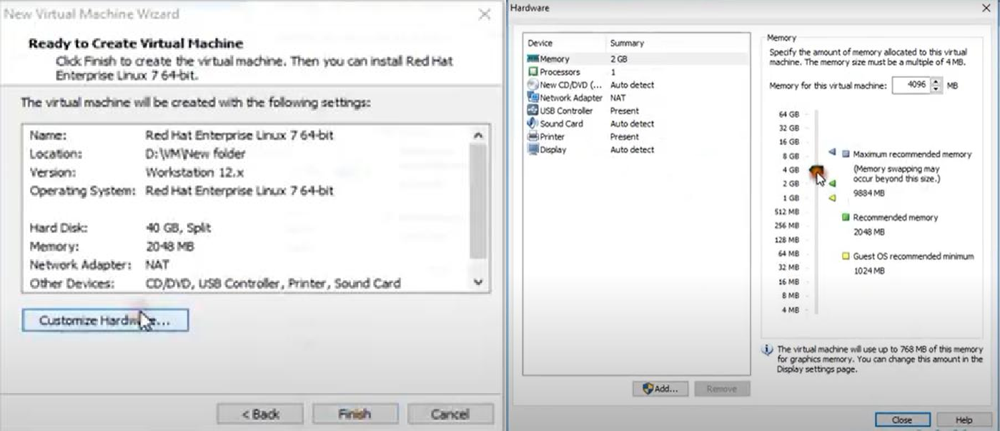 New Virtual Machine Wizard
Ready to Create Virtual Machine
Click Finish to create the virtual machine. Then you can install Red Hat
Enterprise Linux 7 64-bit.
The virtual machine will be created with the following settings:
Name: Red Hat Enterprise Linux 7 64-bit
Location: D:\VM\New folder
Version: Workstation 12.x
Operating System: Red Hat Enterprise Linux 7 64-bit
Hard Disk: 40 GB, Split
Memory: 2048 MB
Network Adapter: NAT
Other Devices: CD/DVD, USB Controller, Printer, Sound Card
Customize Hardw...
< Back Finish Cancel
Hardware
Device Summary
Memory 2 GB
Processors 1
New CD/DVD (... Auto detect
Network Adapter NAT
USB Controller Present
Sound Card Auto detect
Printer Present
Display Auto detect
Add... Remove
Memory
Specify the amount of memory allocated to this virtual
machine. The memory size must be a multiple of 4 MB.
Memory for this virtual machine: 4096 MB
64 GB
32 GB
16 GB
8 GB
4 GB
2 GB
1 GB
512 MB
256 MB
128 MB
64 MB
32 MB
16 MB
8 MB
4 MB
Maximum recommended memory
(Memory swapping may
occur beyond this size.)
9884 MB
Recommended memory
2048 MB
Guest OS recommended minimum
1024 MB
The virtual machine will use up to 768 MB of this memory
for graphics memory. You can change this amount in the
Display settings page.
Close Help